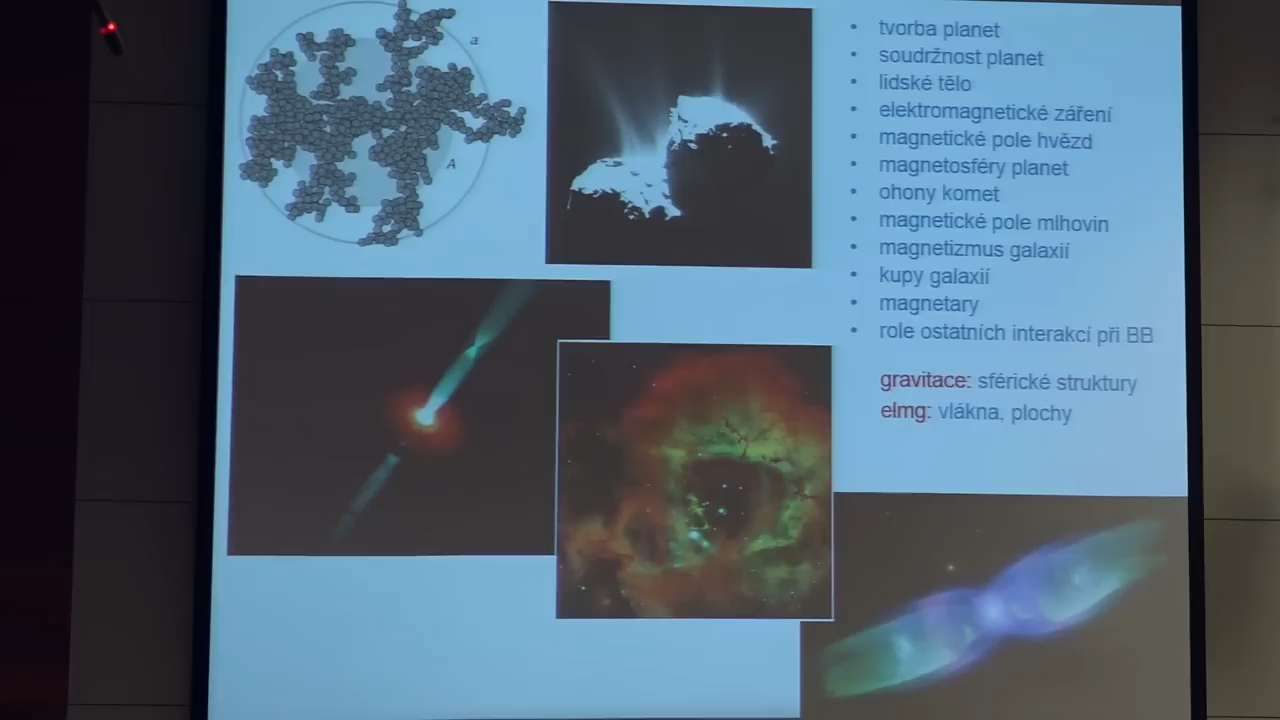 a
A
• tvorba planet
• soudržnost planet
• lidské tělo
• elektromagnetické záření
• magnetické pole hvězd
• magnetosféry planet
• ohony komet
• magnetické pole mlhovin
• magnetizmus galaxií
• kupy galaxií
• magnetary
• role ostatních interakcí při BB
gravitace: sférické struktury
elmg: vlákna, plochy